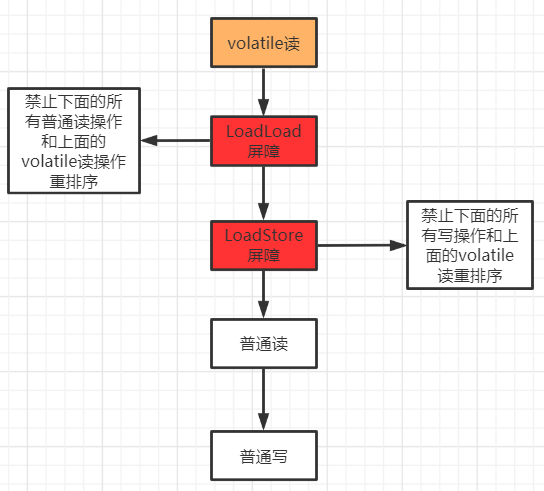 volatile读
禁止下面的所
有普通读操作
和上面的
volatile读操作
重排序
LoadLoad
屏障
禁止下面的所
有写操作和上
面的volatile
读重排序
LoadStore
屏障
普通读
普通写